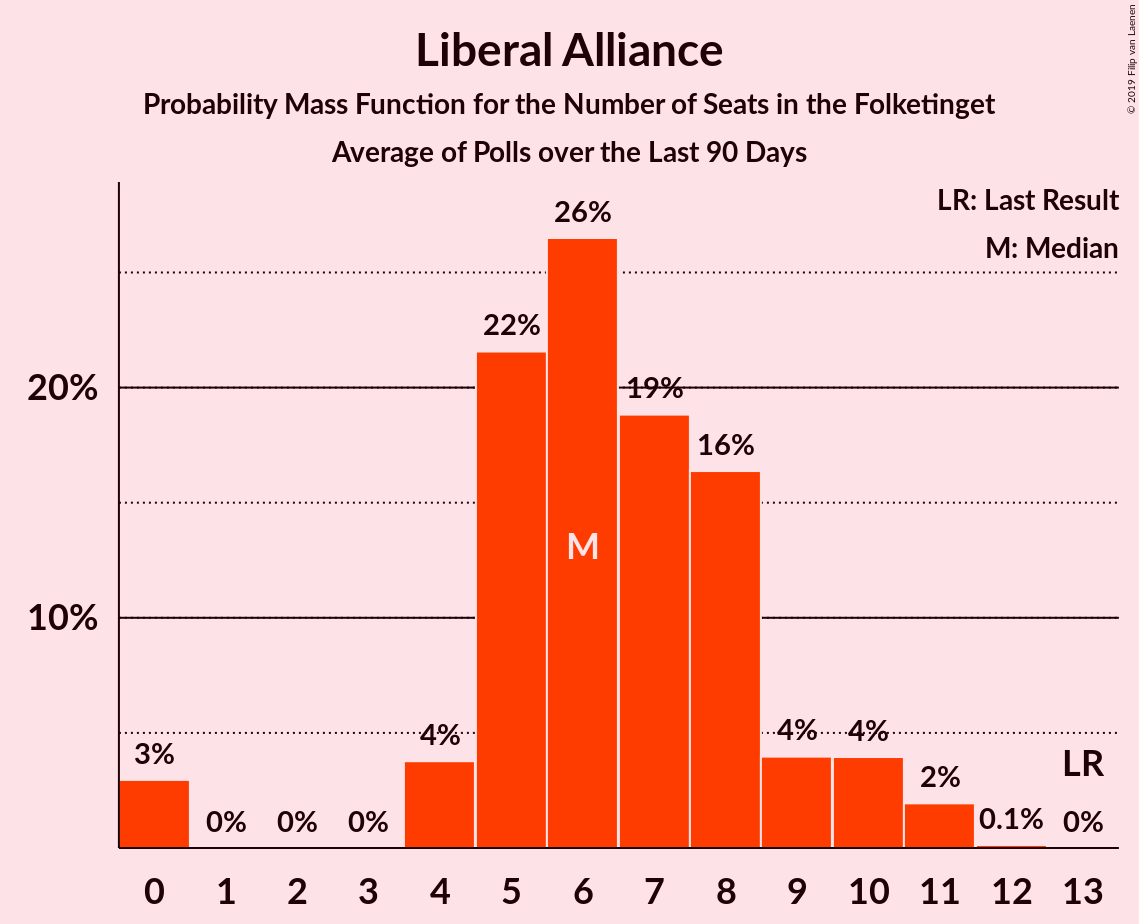 Liberal Alliance
Probability Mass Function for the Number of Seats in the Folketinget
Average of Polls over the Last 90 Days
© 2019 Filip van Laenen
LR: Last Result
M: Median
26%
22%
20%
19%
16%
M
10%
4%
4%
4%
3%
LR
2%
0%
0%
0%
0.1%
0%
0 1 2 3 4 5 6 7 8 9 10 11 12 13